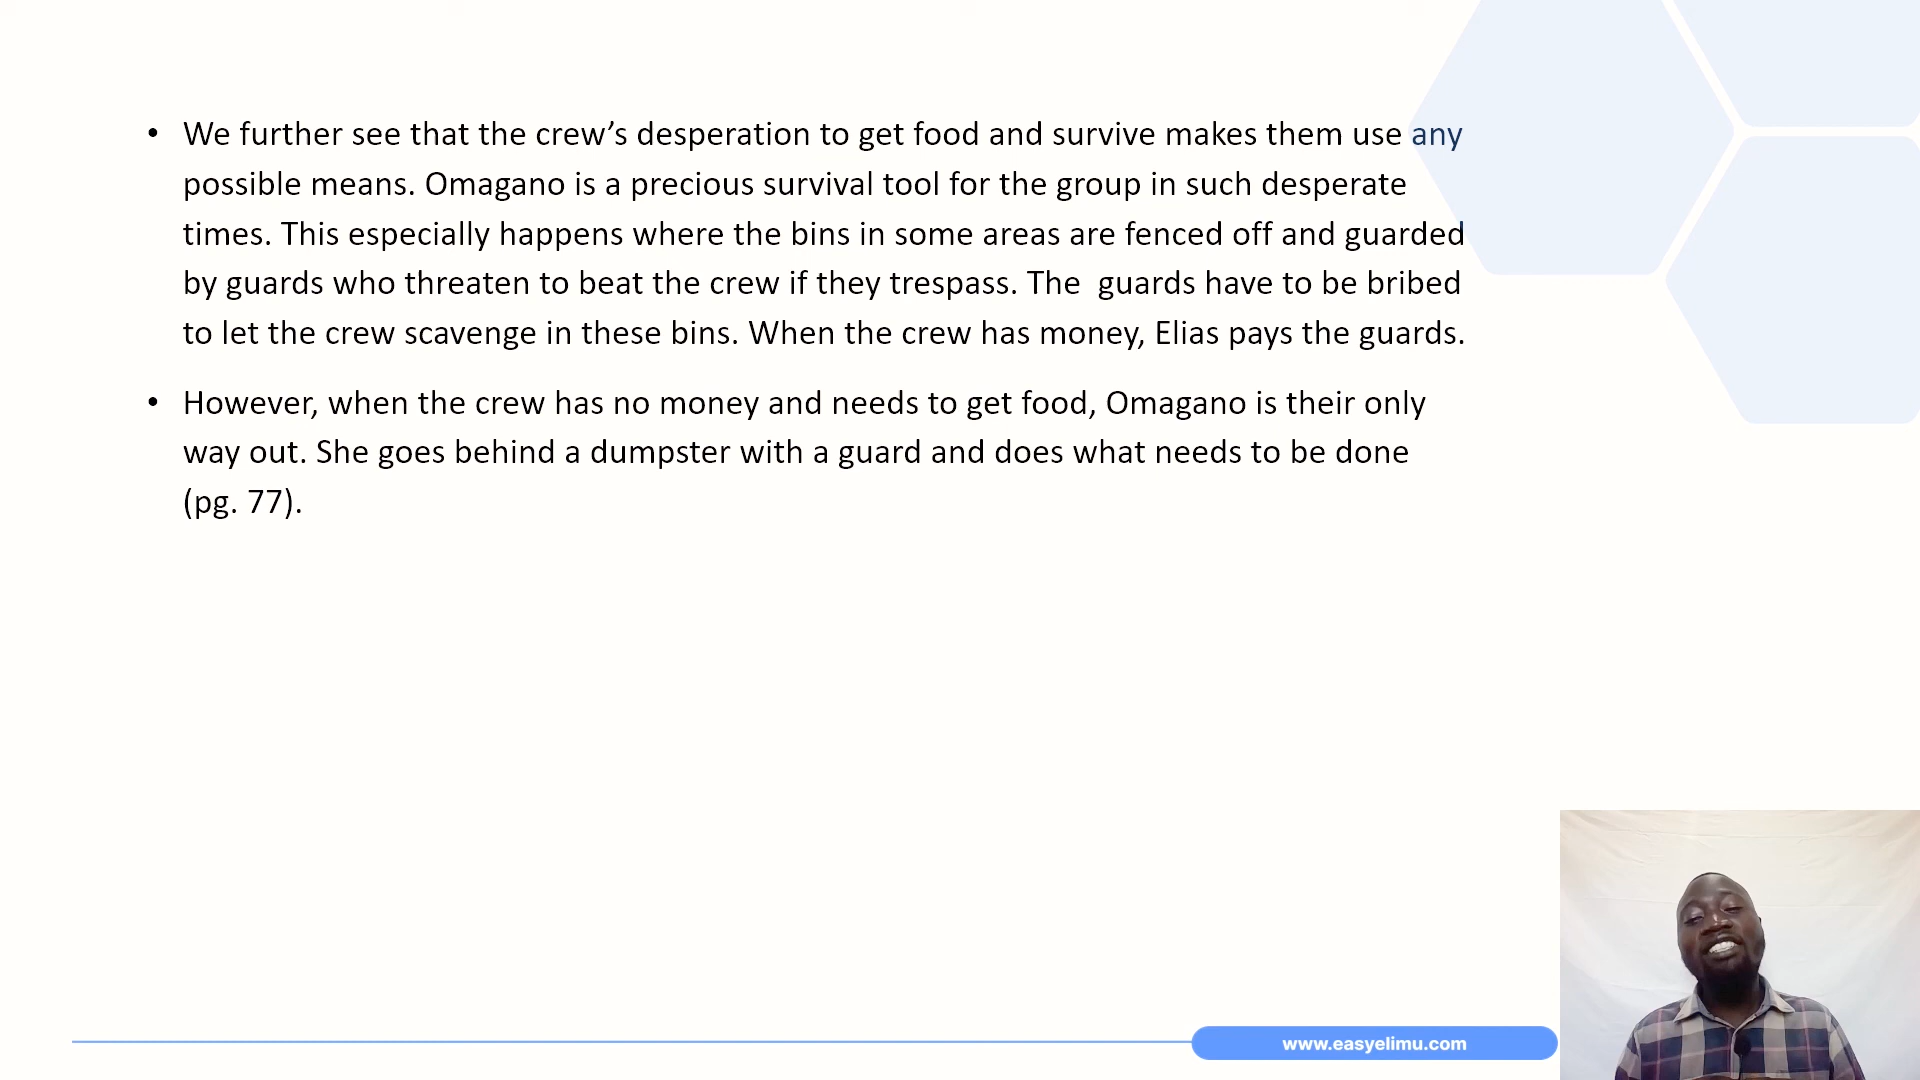 • We further see that the crew’s desperation to get food and survive makes them use any
possible means. Omagano is a precious survival tool for the group in such desperate
times. This especially happens where the bins in some areas are fenced off and guarded
by guards who threaten to beat the crew if they trespass. The  guards have to be bribed
to let the crew scavenge in these bins. When the crew has money, Elias pays the guards.
• However, when the crew has no money and needs to get food, Omagano is their only
way out. She goes behind a dumpster with a guard and does what needs to be done
(pg. 77).
www.easyelimu.com